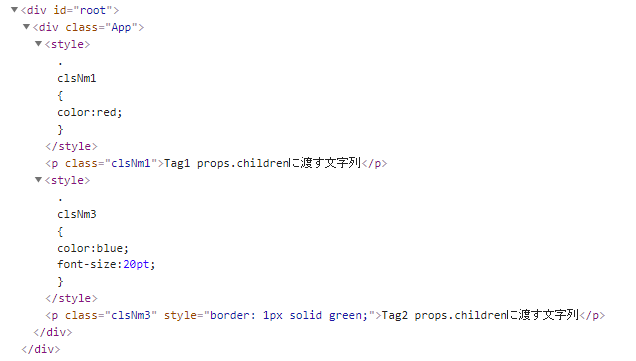 ▼<div id="root">
▼<div class="App">
▼<style>
.
clsNm1
{
color:red;
}
</style>
<p class="clsNm1">Tag1 props.childrenに渡す文字列</p>
▼<style>
.
clsNm3
{
color:blue;
font-size:20pt;
}
</style>
<p class="clsNm3" style="border: 1px solid green;">Tag2 props.childrenに渡す文字列</p>
</div>
</div>